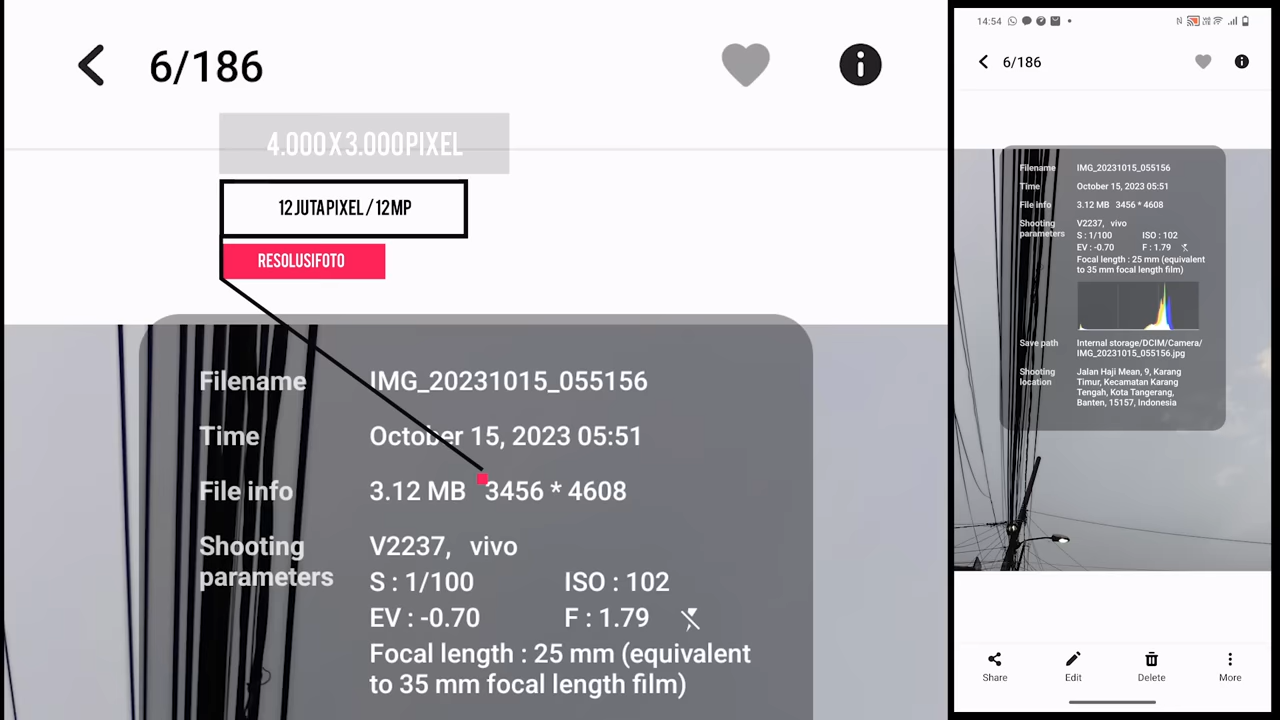 6/186
4.000 X 3.000 PIXEL
12 JUTA PIXEL / 12 MP
RESOLUSI FOTO
Filename IMG_20231015_055156
Time October 15, 2023 05:51
File info 3.12 MB 3456 * 4608
Shooting parameters V2237, vivo
S : 1/100 ISO : 102
EV : -0.70 F : 1.79
Focal length : 25 mm (equivalent
to 35 mm focal length film)
14:54
6/186
Filename IMG_20231015_055156
Time October 15, 2023 05:51
File info 3.12 MB 3456 * 4608
Shooting parameters V2237, vivo
S : 1/100 ISO : 102
EV : -0.70 F : 1.79
Focal length : 25 mm (equivalent
to 35 mm focal length film)
Save path Internal storage/DCIM/Camera/
IMG_20231015_055156.jpg
Shooting location Jalan Haji Mean, 9, Karang
Timur, Kecamatan Karang
Tengah, Kota Tangerang,
Banten, 15157, Indonesia
Share Edit Delete More